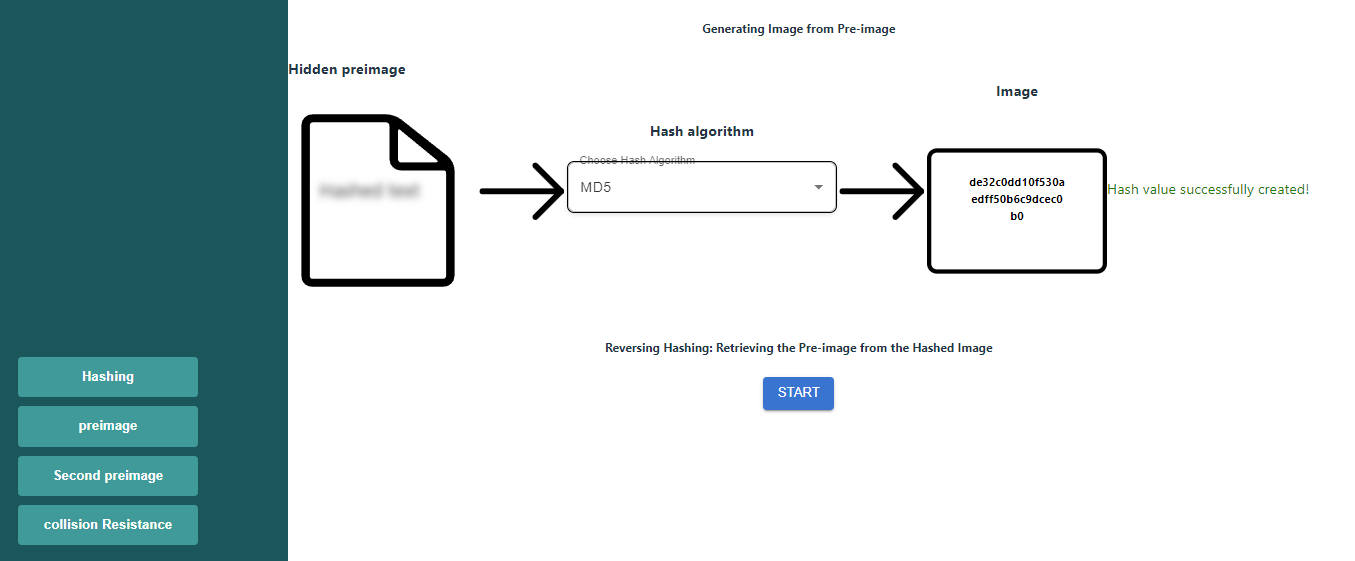 Generating Image from Pre-image
Hidden preimage
Image
Hash algorithm
Choose Hash Algorithm
Hashed text
MD5
de32c0dd10f530a
edff50b6c9dcec0
b0
Hash value successfully created!
Reversing Hashing: Retrieving the Pre-image from the Hashed Image
START
Hashing
preimage
Second preimage
collision Resistance